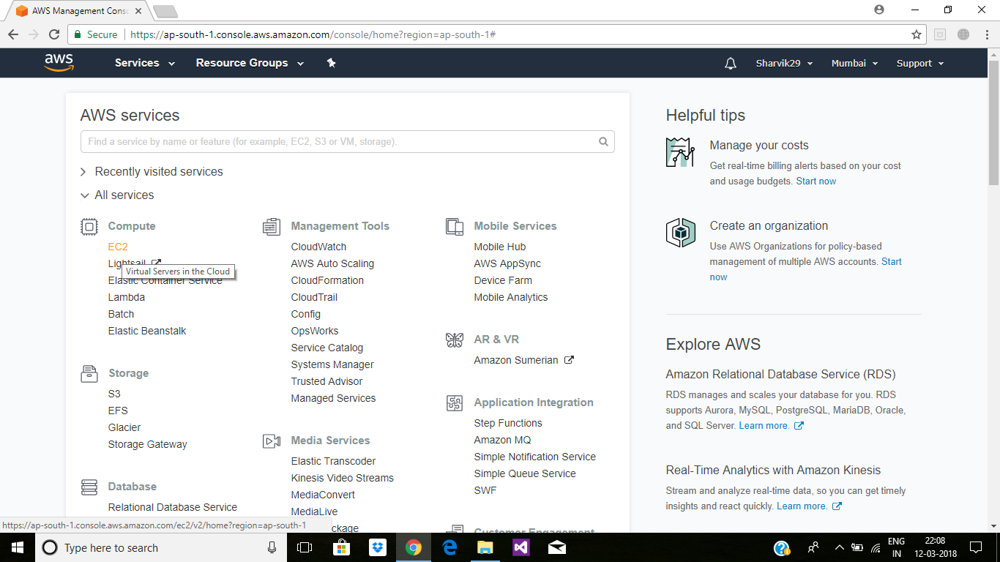 AWS Management Cons
Secure
https://ap-south-1.console.aws.amazon.com/console/home?region=ap-south-1#
aws
Services
Resource Groups
Sharvik29
Mumbai
Support
AWS services
Find a service by name or feature (for example, EC2, S3 or VM, storage).
Recently visited services
All services
Compute
EC2
Lightsail
Virtual Servers in the Cloud
Elastic Container Service
Lambda
Batch
Elastic Beanstalk
Storage
S3
EFS
Glacier
Storage Gateway
Database
Relational Database Service
Management Tools
CloudWatch
AWS Auto Scaling
CloudFormation
CloudTrail
Config
OpsWorks
Service Catalog
Systems Manager
Trusted Advisor
Managed Services
Media Services
Elastic Transcoder
Kinesis Video Streams
MediaConvert
MediaLive
ckage
Mobile Services
Mobile Hub
AWS AppSync
Device Farm
Mobile Analytics
AR & VR
Amazon Sumerian
Application Integration
Step Functions
Amazon MQ
Simple Notification Service
Simple Queue Service
SWF
Customer Engagement
Helpful tips
Manage your costs
Get real-time billing alerts based on your cost
and usage budgets. Start now
Create an organization
Use AWS Organizations for policy-based
management of multiple AWS accounts. Start
now
Explore AWS
Amazon Relational Database Service (RDS)
RDS manages and scales your database for you. RDS
supports Aurora, MySQL, PostgreSQL, MariaDB, Oracle,
and SQL Server. Learn more.
Real-Time Analytics with Amazon Kinesis
Stream and analyze real-time data, so you can get timely
insights and react quickly. Learn more.
https://ap-south-1.console.aws.amazon.com/ec2/v2/home?region=ap-south-1
Type here to search
ENG
IN
22:08
12-03-2018